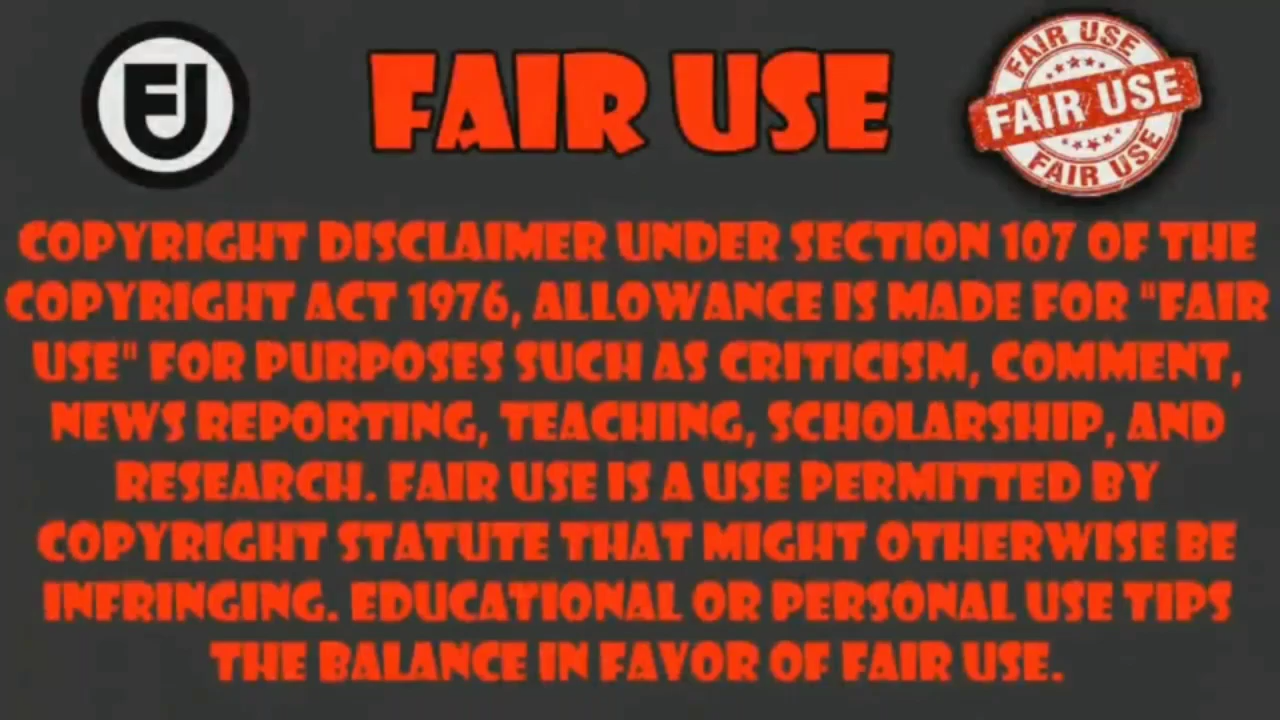 FAIR USE
FAIR USE
FAIR USE
FAIR USE
COPYRIGHT DISCLAIMER UNDER SECTION 107 OF THE
COPYRIGHT ACT 1976, ALLOWANCE IS MADE FOR "FAIR
USE" FOR PURPOSES SUCH AS CRITICISM, COMMENT,
NEWS REPORTING, TEACHING, SCHOLARSHIP, AND
RESEARCH. FAIR USE IS A USE PERMITTED BY
COPYRIGHT STATUTE THAT MIGHT OTHERWISE BE
INFRINGING. EDUCATIONAL OR PERSONAL USE TIPS
THE BALANCE IN FAVOR OF FAIR USE.